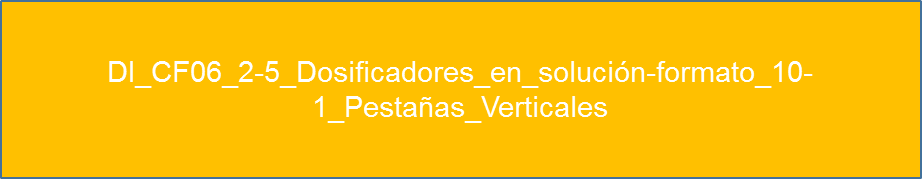 DI_CF06_2-5_Dosificadores_en_solución-formato_10-
1_Pestañas_Verticales